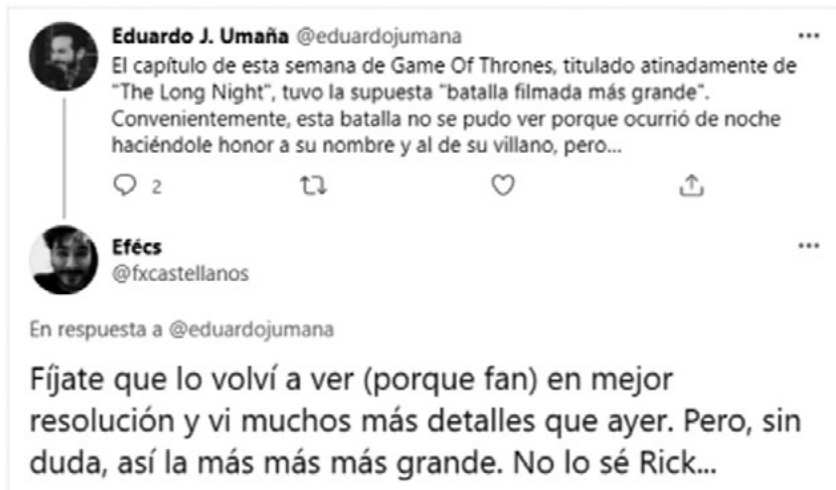 Eduardo J. Umaña @eduardojumana
El capítulo de esta semana de Game Of Thrones, titulado atinadamente de
"The Long Night", tuvo la supuesta "batalla filmada más grande".
Convenientemente, esta batalla no se pudo ver porque ocurrió de noche
haciéndole honor a su nombre y al de su villano, pero...
2
Efécs
@fxcastellanos
En respuesta a @eduardojumana
Fíjate que lo volví a ver (porque fan) en mejor
resolución y vi muchos más detalles que ayer. Pero, sin
duda, así la más más más grande. No lo sé Rick...